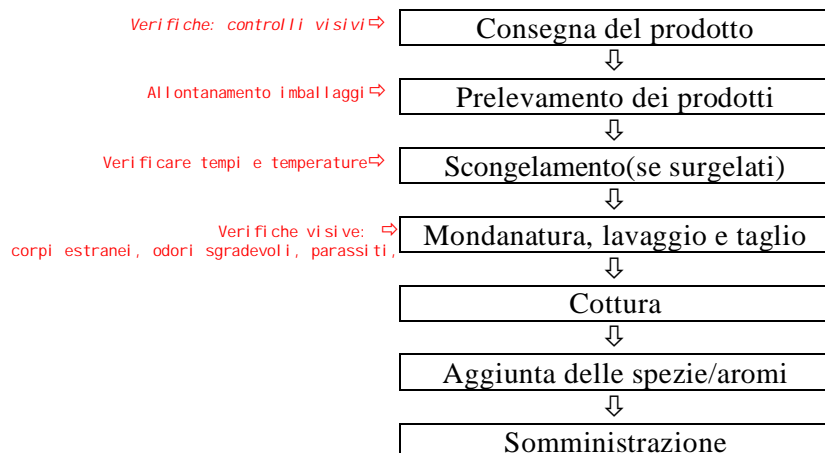 Verifiche: controlli visivi⇨ Consegna del prodotto
Allontanamento imballaggi⇨ Prelevamento dei prodotti
Verificare tempi e temperature⇨ Scongelamento(se surgelati)
Verifiche visive: ⇨ Mondanatura, lavaggio e taglio
corpi estranei, odori sgradevoli, parassiti,
Cottura
Aggiunta delle spezie/aromi
Somministrazione